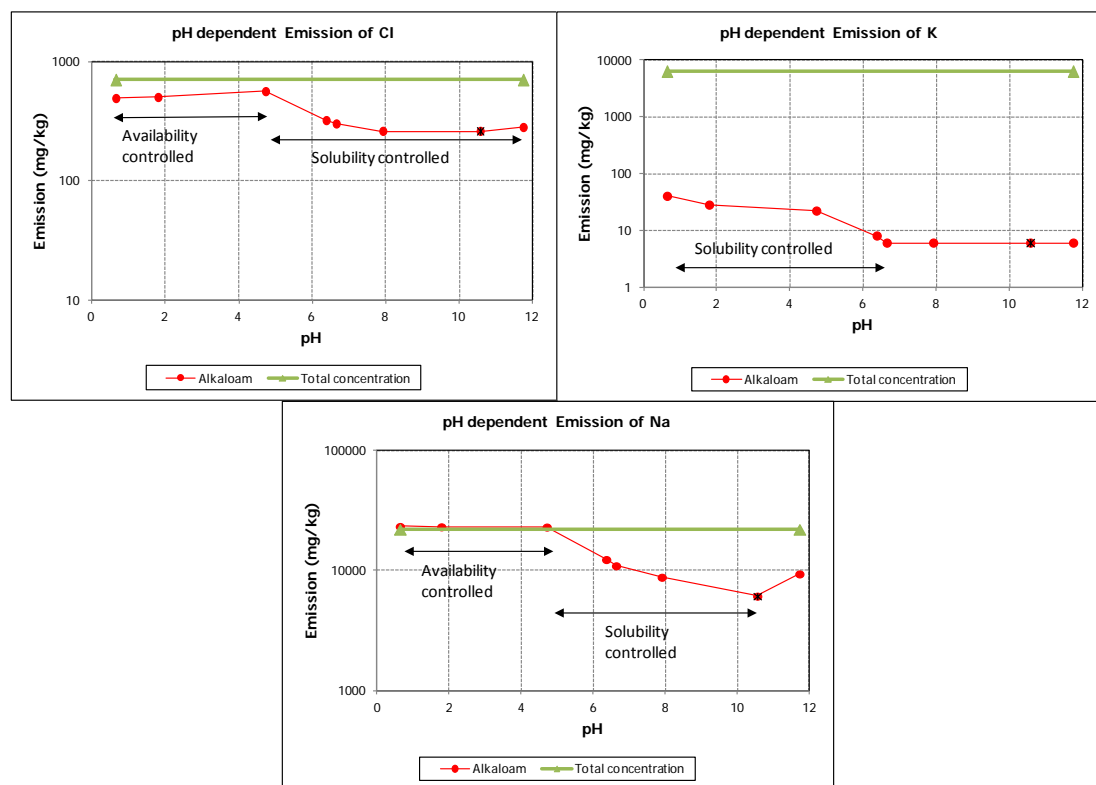 pH dependent Emission of Cl
1000
100
10
Emission (mg/kg)
Availability
controlled
Solubility controlled
0 2 4 6 8 10 12
pH
Alkaloam Total concentration
pH dependent Emission of K
10000
1000
100
10
1
Emission (mg/kg)
Solubility controlled
0 2 4 6 8 10 12
pH
Alkaloam Total concentration
pH dependent Emission of Na
100000
10000
1000
Emission (mg/kg)
Availability
controlled
Solubility
controlled
0 2 4 6 8 10 12
pH
Alkaloam Total concentration